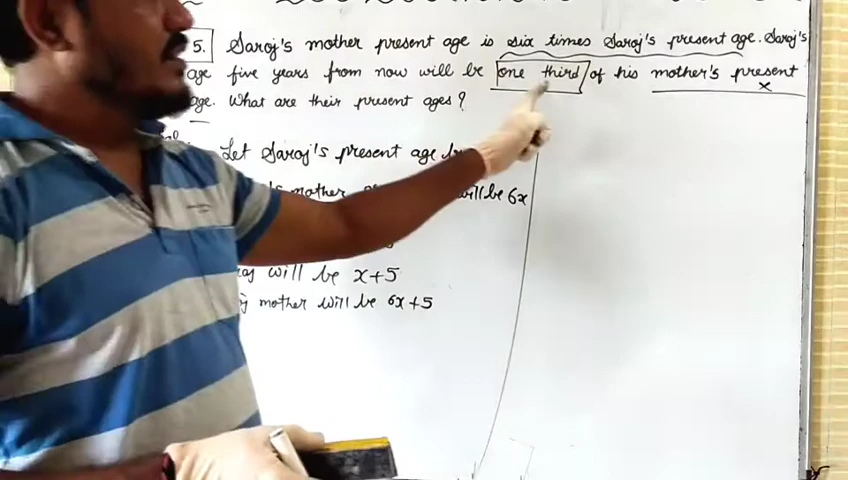 5. Saroj's mother present age is six times Saroj's present age. Saroj's
age five years from now will be one third of his mother's present
age. What are their present ages?
Let Saroj's present age be
mother will be 6x
will be x+5
mother will be 6x+5